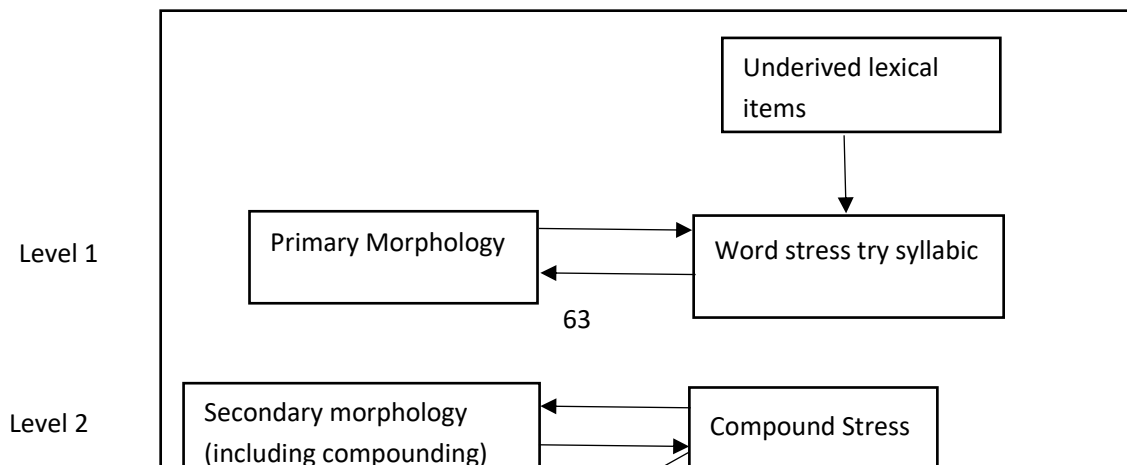 Underived lexical
items
Level 1
Primary Morphology
Word stress try syllabic
63
Level 2
Secondary morphology
(including compounding)
Compound Stress